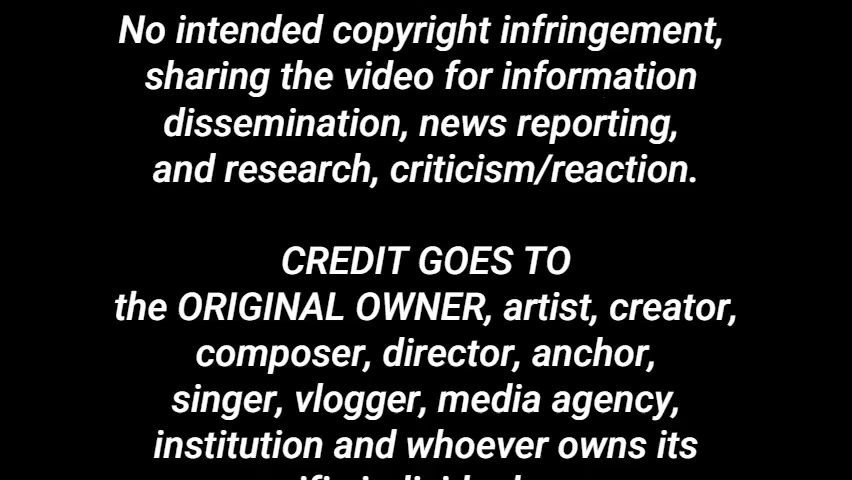 No intended copyright infringement,
sharing the video for information
dissemination, news reporting,
and research, criticism/reaction.
CREDIT GOES TO
the ORIGINAL OWNER, artist, creator,
composer, director, anchor,
singer, vlogger, media agency,
institution and whoever owns its